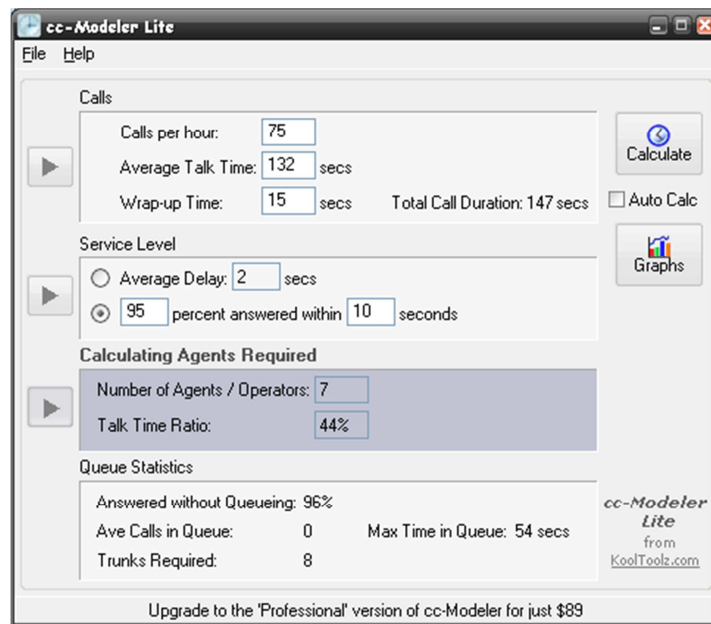 cc-Modeler Lite
File Help
Calls
Calls per hour: 75
Average Talk Time: 132 secs
Wrap-up Time: 15 secs Total Call Duration: 147 secs
Calculate
Auto Calc
Graphs
Service Level
Average Delay: 2 secs
95 percent answered within 10 seconds
Calculating Agents Required
Number of Agents / Operators: 7
Talk Time Ratio: 44%
Queue Statistics
Answered without Queueing: 96%
Ave Calls in Queue: 0 Max Time in Queue: 54 secs
Trunks Required: 8
cc-Modeler
Lite
from
KoolToolz.com
Upgrade to the 'Professional' version of cc-Modeler for just $89